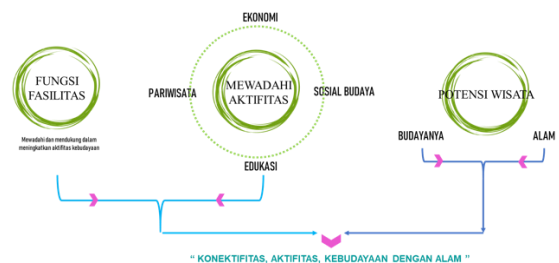 EKONOMI
FUNGSI
FASILITAS
Mewadahi dan mendukung dalam
meningkatkan aktifitas kebudayaan
PARIWISATA
MEWADAHI
AKTIFITAS
SOSIAL BUDAYA
EDUKASI
POTENSI WISATA
BUDAYANYA
ALAM
“ KONEKTIFITAS, AKTIFITAS, KEBUDAYAAN DENGAN ALAM ”